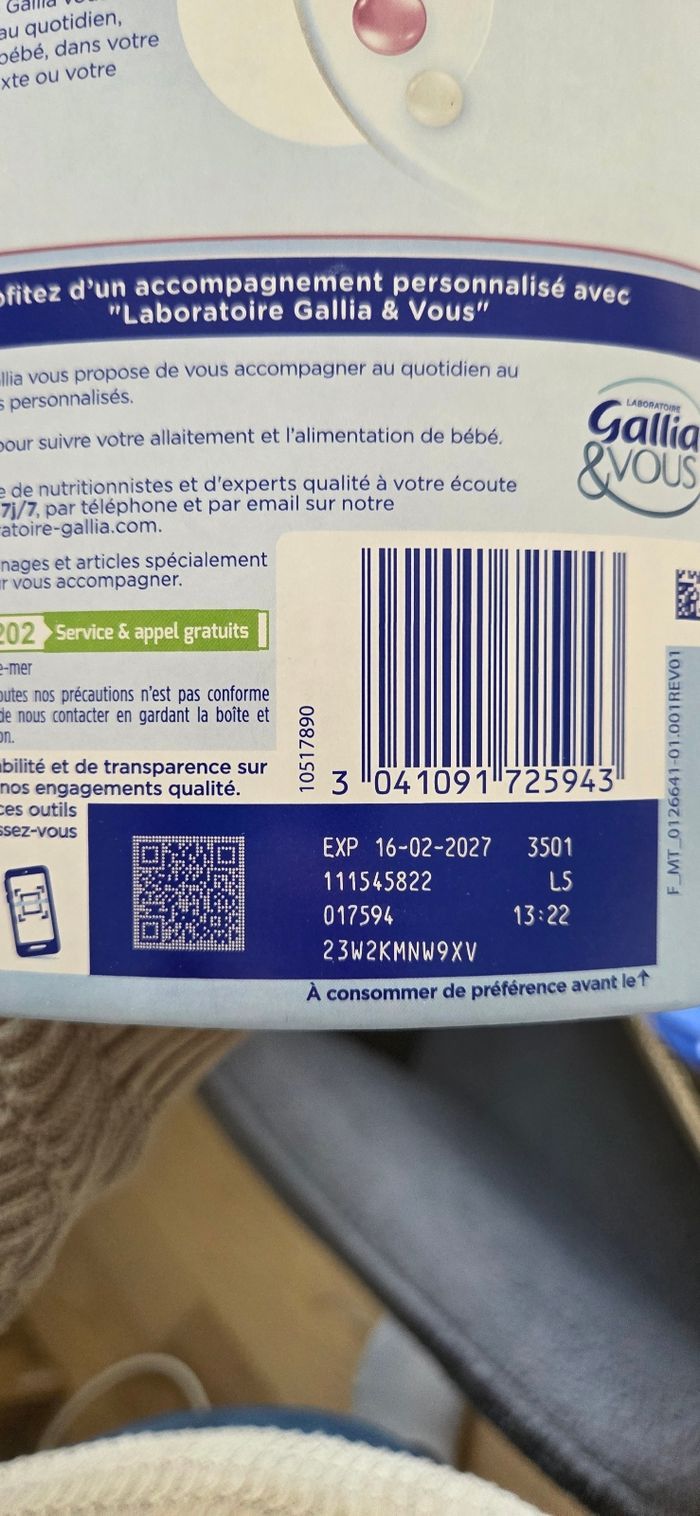 au quotidien,
bébé, dans votre
xte ou votre
ofitez d'un accompagnement personnalisé avec
"Laboratoire Gallia & Vous"
llia vous propose de vous accompagner au quotidien au
s personnalisés.
pour suivre votre allaitement et l'alimentation de bébé.
LABORATOIRE
Gallia
&VOUS
e de nutritionnistes et d'experts qualité à votre écoute
7j/7, par téléphone et par email sur notre
atoire-gallia.com.
nages et articles spécialement
r vous accompagner.
202 Service & appel gratuits
e-mer
outes nos précautions n'est pas conforme
de nous contacter en gardant la boîte et
on.
abilité et de transparence sur
nos engagements qualité.
ces outils
ssez-vous
10517890
3 041091 725943
F_MT_0126641-01.001REV01
EXP 16-02-2027 3501
111545822 L5
017594 13:22
23W2KMNW9XV
À consommer de préférence avant le↑